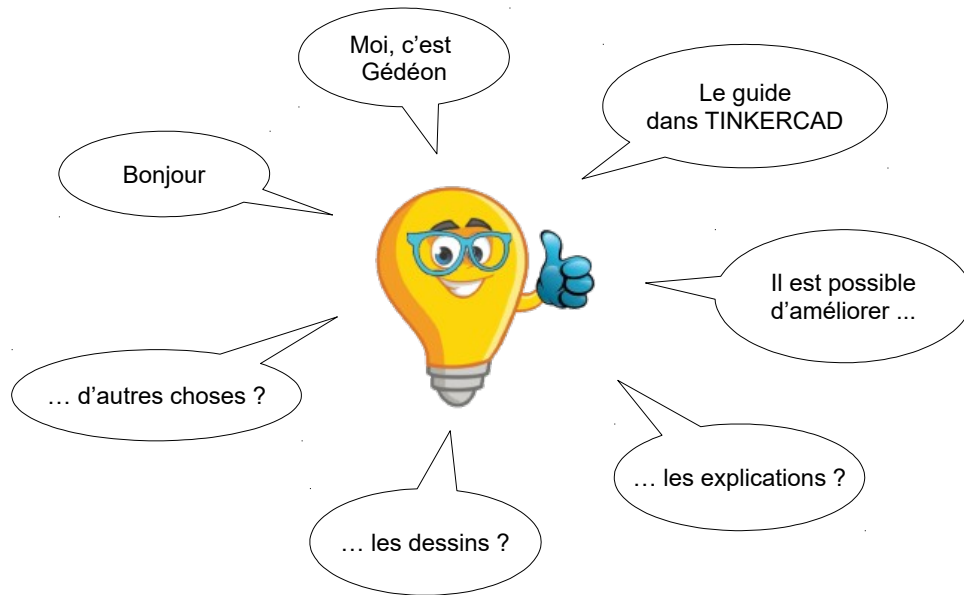 Bonjour
Moi, c’est
Gédéon
Le guide
dans TINKERCAD
Il est possible
d’améliorer ...
… les explications ?
… les dessins ?
… d’autres choses ?